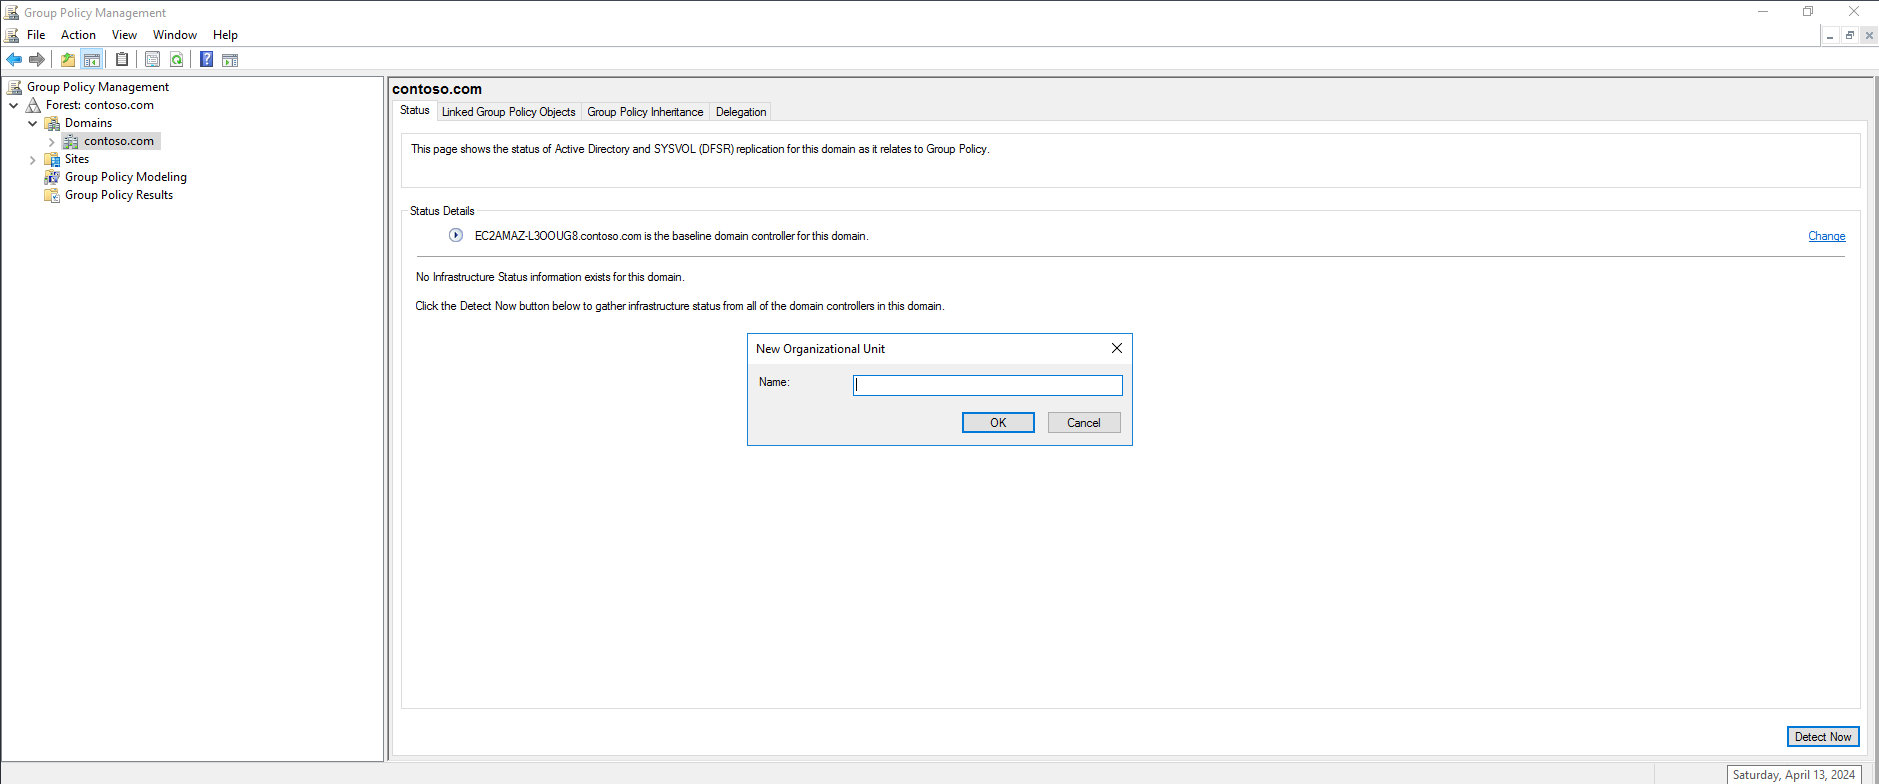 Group Policy Management
File Action View Window Help
Group Policy Management
Forest: contoso.com
Domains
contoso.com
Sites
Group Policy Modeling
Group Policy Results
contoso.com
Status Linked Group Policy Objects Group Policy Inheritance Delegation
This page shows the status of Active Directory and SYSVOL (DFSR) replication for this domain as it relates to Group Policy.
Status Details
EC2AMAZ-L3OOUG8.contoso.com is the baseline domain controller for this domain.
Change
No Infrastructure Status information exists for this domain.
Click the Detect Now button below to gather infrastructure status from all of the domain controllers in this domain.
New Organizational Unit
Name:
OK Cancel
Detect Now
Saturday, April 13, 2024